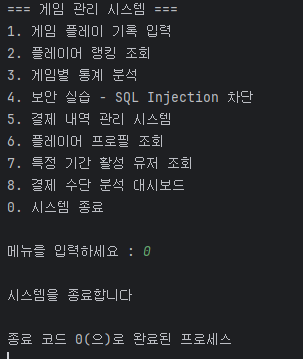 === 게임 관리 시스템 ===
1. 게임 플레이 기록 입력
2. 플레이어 랭킹 조회
3. 게임별 통계 분석
4. 보안 실습 - SQL Injection 차단
5. 결제 내역 관리 시스템
6. 플레이어 프로필 조회
7. 특정 기간 활성 유저 조회
8. 결제 수단 분석 대시보드
0. 시스템 종료
메뉴를 입력하세요 : 0
시스템을 종료합니다
종료 코드 0(으)로 완료된 프로세스